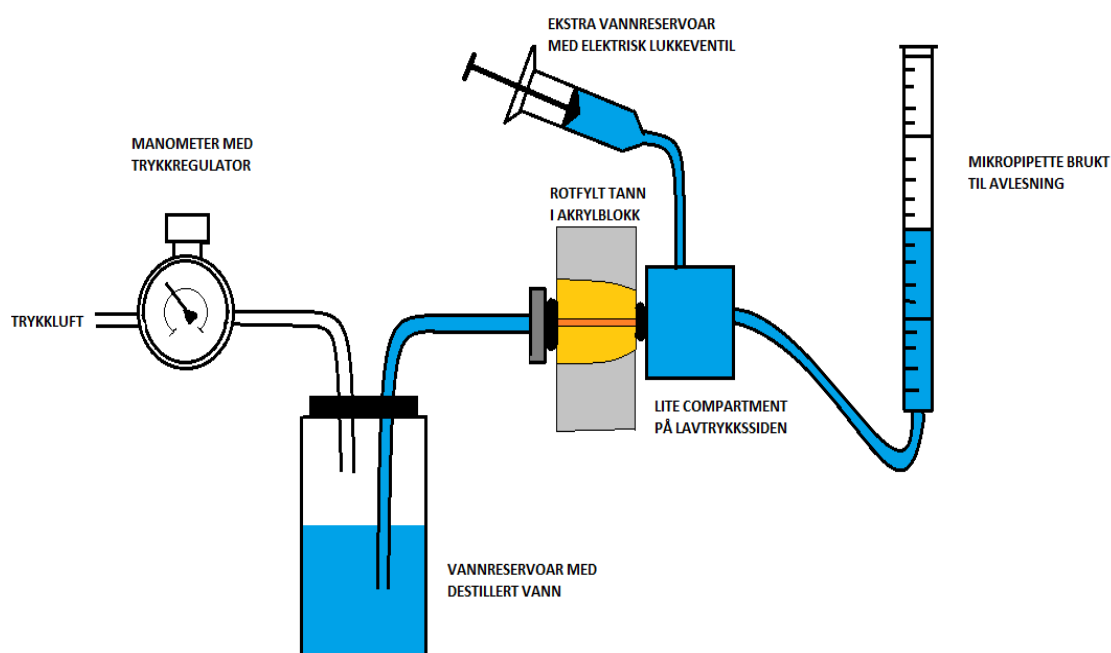 EKSTRA VANNRESERVOAR
MED ELEKTRISK LUKKEVENTIL
MANOMETER MED
TRYKKREGULATOR
MIKROPIPETTE BRUKT
TIL AVLESNING
ROTFYLT TANN
I AKRYLBLOKK
TRYKKLUFT
LITE COMPARTMENT
PÅ LAVTRYKKSSIDEN
VANNRESERVOAR MED
DESTILLERT VANN